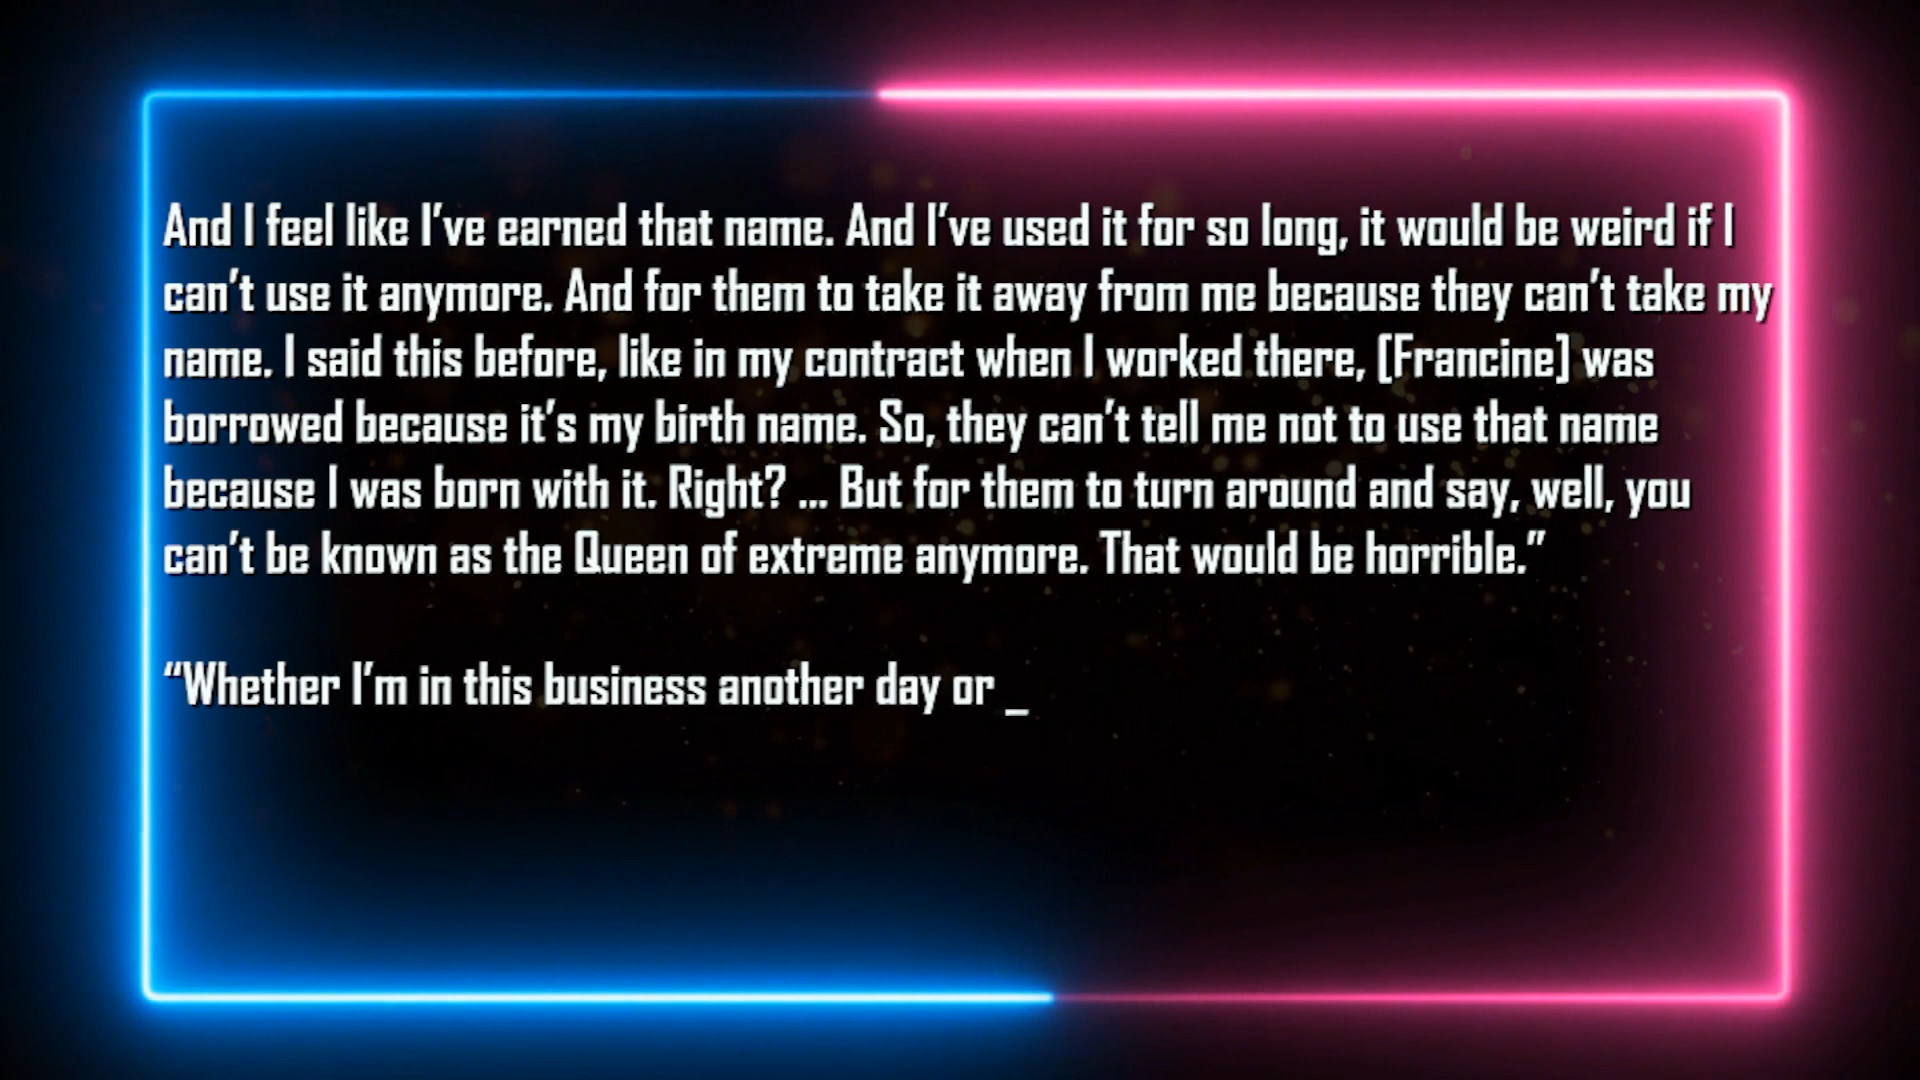 And I feel like I’ve earned that name. And I’ve used it for so long, it would be weird if I
can’t use it anymore. And for them to take it away from me because they can’t take my
name. I said this before, like in my contract when I worked there, [Francine] was
borrowed because it’s my birth name. So, they can’t tell me not to use that name
because I was born with it. Right? ... But for them to turn around and say, well, you
can’t be known as the Queen of extreme anymore. That would be horrible.”
“Whether I’m in this business another day or _